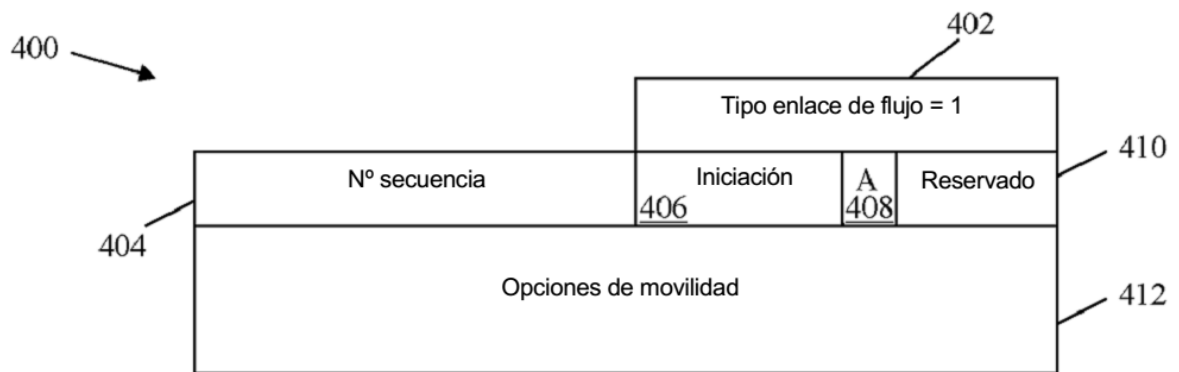 402
400
Tipo enlace de flujo = 1
410
Nº secuencia Iniciación A Reservado
406 408
404
Opciones de movilidad
412